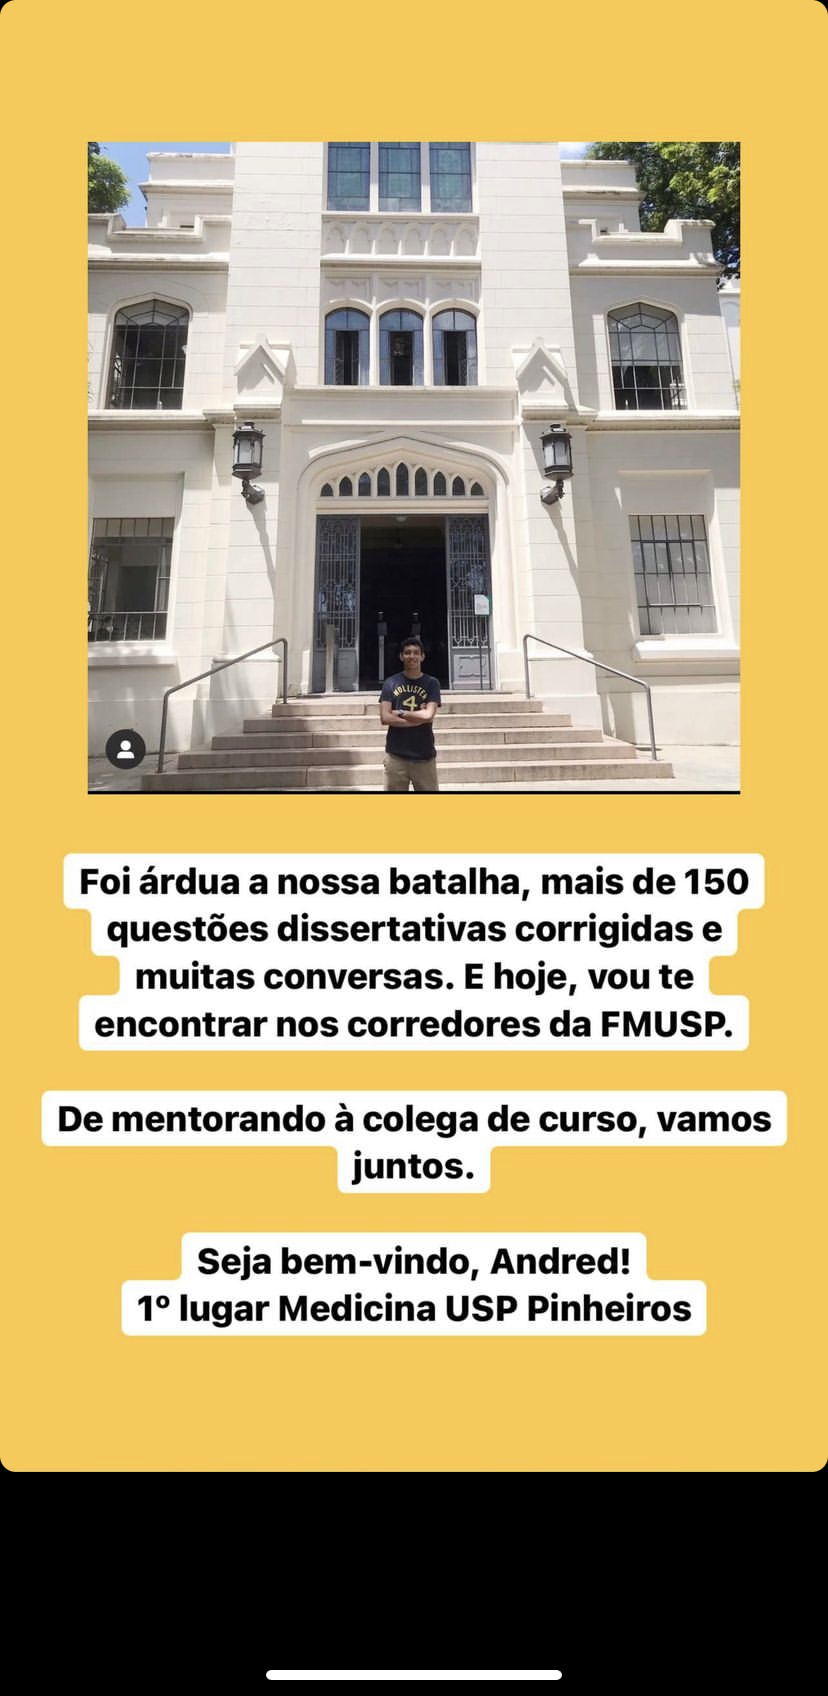 HOLLISTER
4
Foi árdua a nossa batalha, mais de 150
questões dissertativas corrigidas e
muitas conversas. E hoje, vou te
encontrar nos corredores da FMUSP.
De mentorando à colega de curso, vamos
juntos.
Seja bem-vindo, Andred!
1º lugar Medicina USP Pinheiros